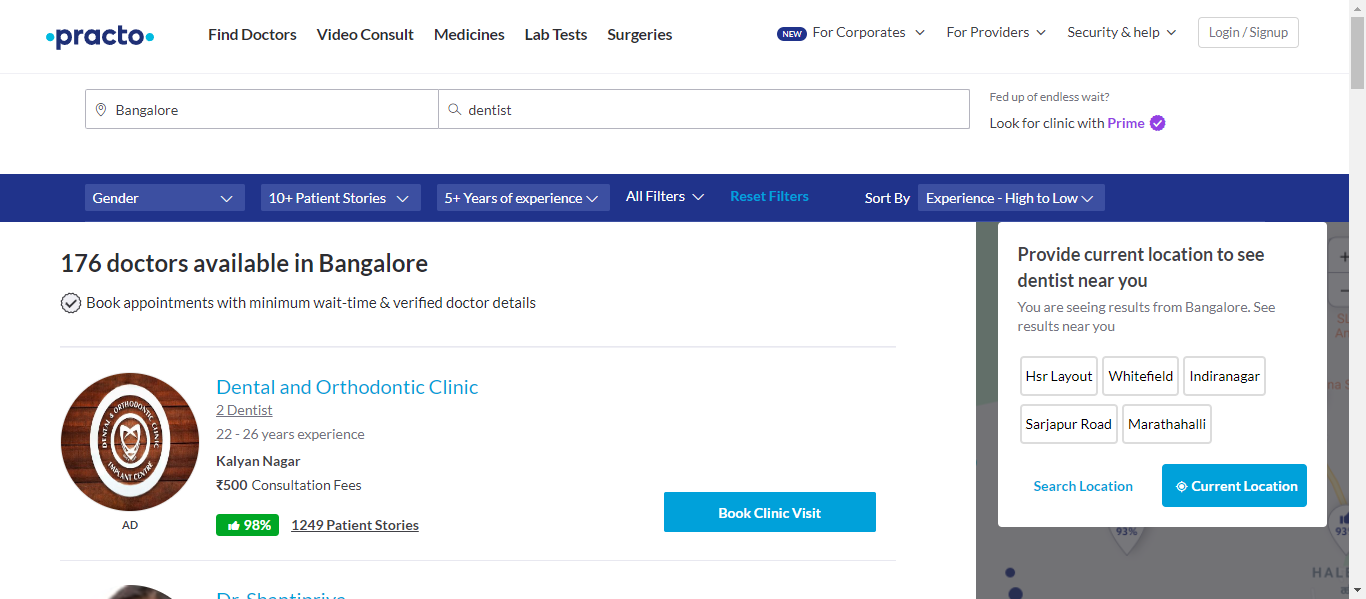 practo
Find Doctors
Video Consult
Medicines
Lab Tests
Surgeries
NEW For Corporates
For Providers
Security & help
Login / Signup
Bangalore
dentist
Fed up of endless wait?
Look for clinic with Prime
Gender
10+ Patient Stories
5+ Years of experience
All Filters
Reset Filters
Sort By
Experience - High to Low
176 doctors available in Bangalore
Book appointments with minimum wait-time & verified doctor details
DENTAL & ORTHODONTIC CLINIC
IMPLANT CENTRE
AD
Dental and Orthodontic Clinic
2 Dentist
22 - 26 years experience
Kalyan Nagar
₹500 Consultation Fees
98%
1249 Patient Stories
Book Clinic Visit
Dr. Shantipriya
Provide current location to see
dentist near you
You are seeing results from Bangalore. See
results near you
Hsr Layout
Whitefield
Indiranagar
Sarjapur Road
Marathahalli
Search Location
Current Location
93%
93
HAL